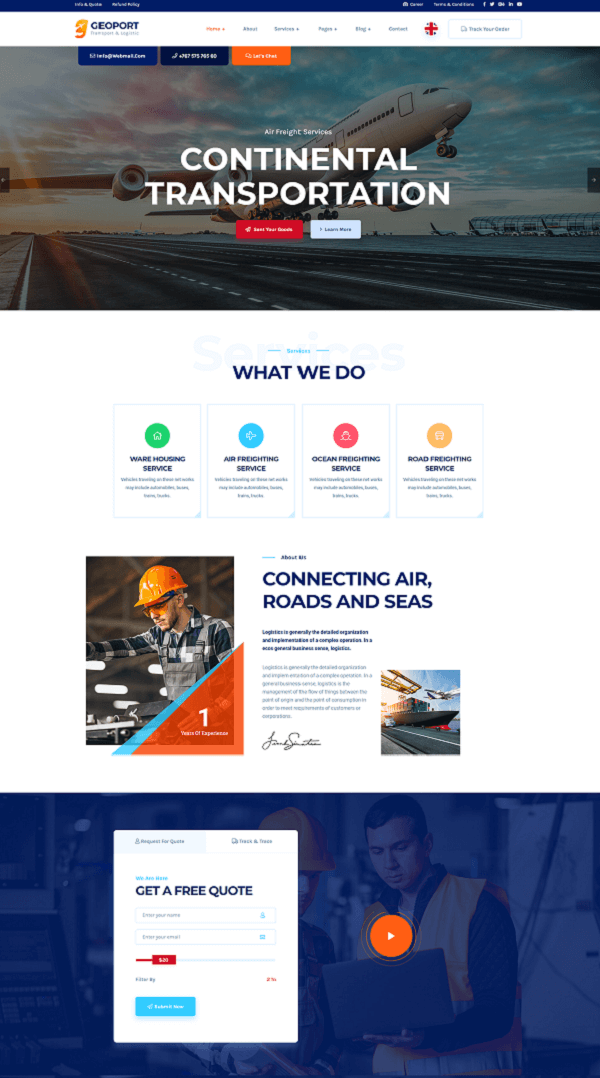 Info & Quote Refund Policy Career Terms & Conditions
GEOPORT
Transport & Logistic
Home + About Services + Pages + Blog + Contact Track Your Order
Info@Webmail.Com +767 575 765 60 Let's Chat
Air Freight Services
CONTINENTAL
TRANSPORTATION
Sent Your Goods Learn More
Services
Services
WHAT WE DO
WARE HOUSING
SERVICE
Vehicles traveling on these net works
may include automobiles, buses,
trains, trucks.
AIR FREIGHTING
SERVICE
Vehicles traveling on these net works
may include automobiles, buses,
trains, trucks.
OCEAN FREIGHTING
SERVICE
Vehicles traveling on these net works
may include automobiles, buses,
trains, trucks.
ROAD FREIGHTING
SERVICE
Vehicles traveling on these net works
may include automobiles, buses,
trains, trucks.
About Us
CONNECTING AIR,
ROADS AND SEAS
Logistics is generally the detailed organization
and implementation of a complex operation. In a
ecos general business sense, logistics.
Logistics is generally the detailed organization
and implementation of a complex operation. In a
general business sense, logistics is the
management of the flow of things between the
point of origin and the point of consumption in
order to meet requirements of customers or
corporations.
1
Years Of Experience
Request For Quote Track & Trace
We Are Here
GET A FREE QUOTE
Enter your name
Enter your email
$20
Filter By
Submit Now